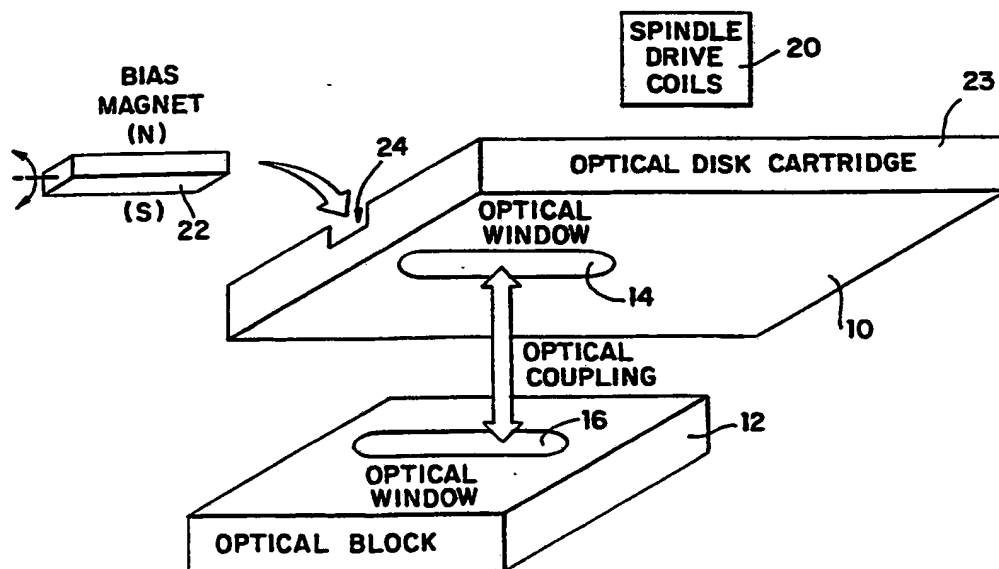 SPINDLE
DRIVE
COILS
20
BIAS
MAGNET
(N)
23
24
OPTICAL DISK CARTRIDGE
(S)
22
OPTICAL
WINDOW
14
10
OPTICAL
COUPLING
16
12
OPTICAL
WINDOW
OPTICAL BLOCK